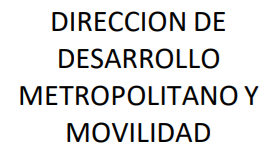 DIRECCION DE
DESARROLLO
METROPOLITANO Y
MOVILIDAD